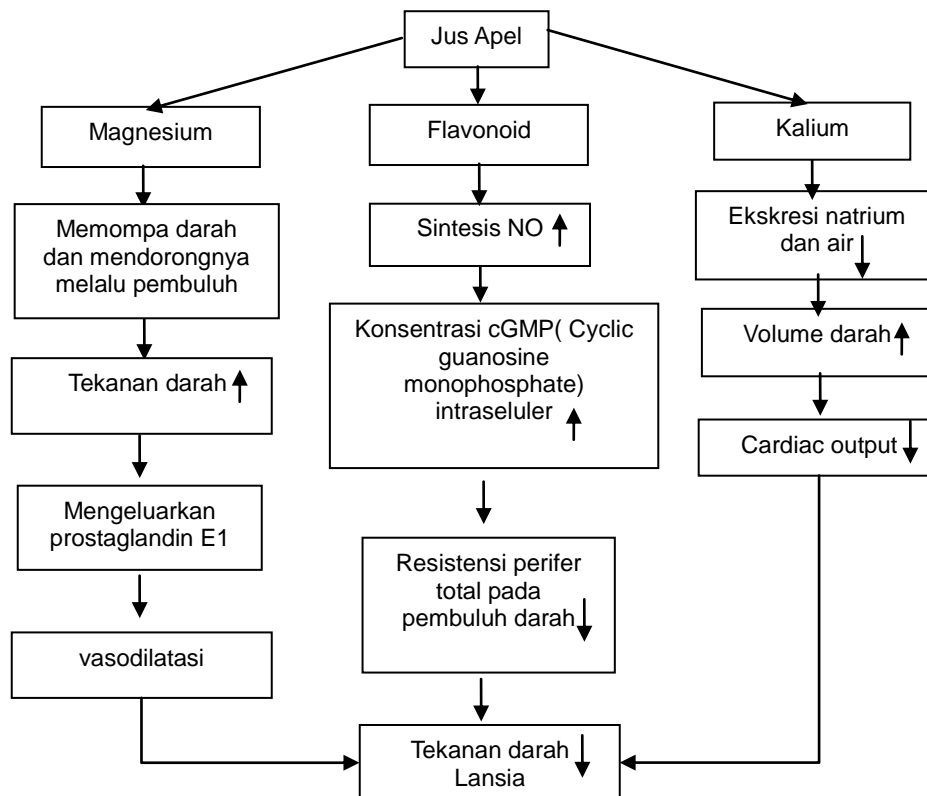 Jus Apel
Magnesium
Flavonoid
Kalium
Memompa darah
dan mendorongnya
melalu pembuluh
Sintesis NO
Ekskresi natrium
dan air
Konsentrasi cGMP( Cyclic
guanosine
monophosphate)
intraseluler
Volume darah
Tekanan darah
Cardiac output
Mengeluarkan
prostaglandin E1
Resistensi perifer
total pada
pembuluh darah
vasodilatasi
Tekanan darah
Lansia